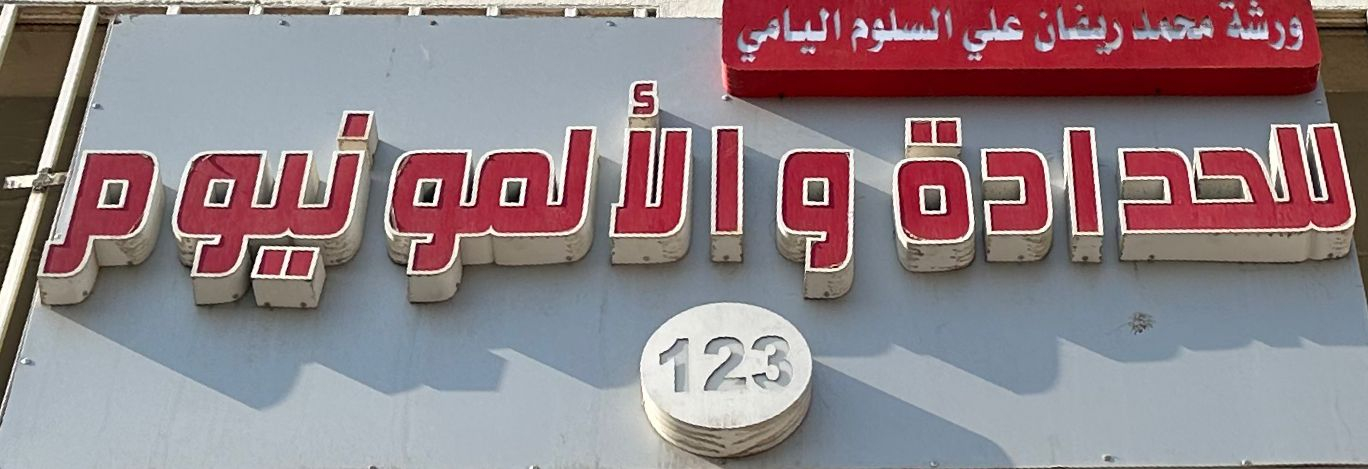 ورشة محمد ريفان علي السلوم اليامي
للحدادة والألمونيوم
123